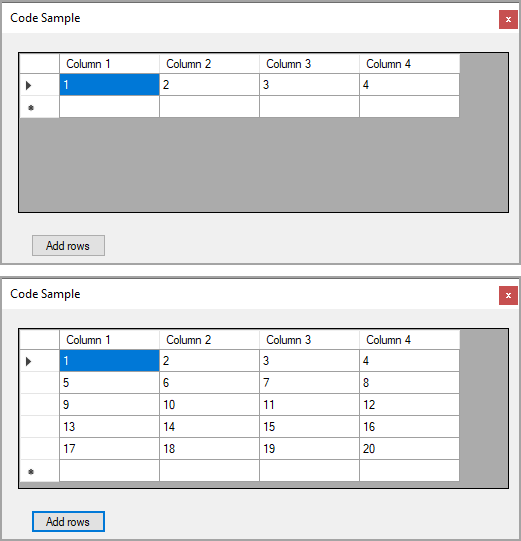 Code Sample x
Column 1 Column 2 Column 3 Column 4
1 2 3 4
*
Add rows
Code Sample x
Column 1 Column 2 Column 3 Column 4
1 2 3 4
5 6 7 8
9 10 11 12
13 14 15 16
17 18 19 20
*
Add rows